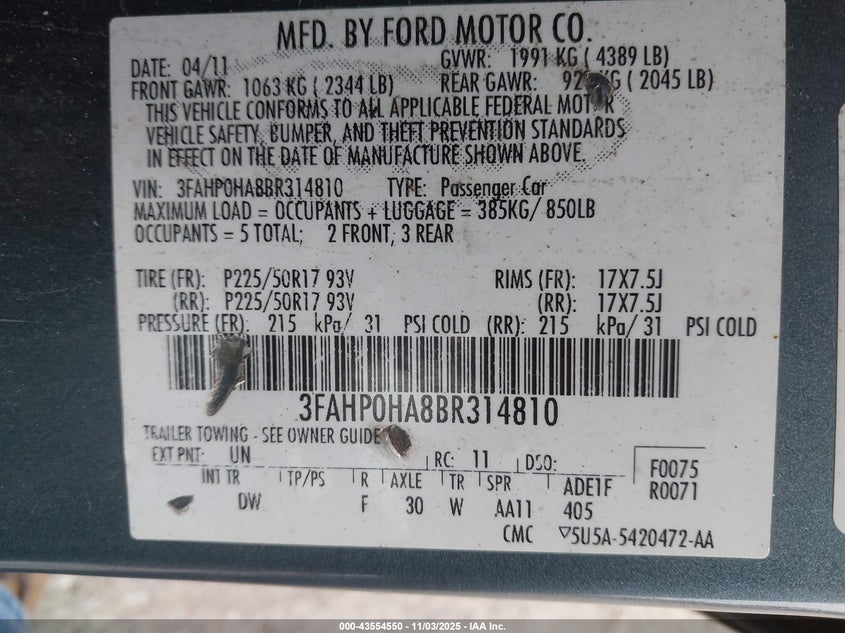 MFD. BY FORD MOTOR CO.
DATE: 04/11 GVWR: 1991 KG ( 4389 LB)
FRONT GAWR: 1063 KG ( 2344 LB) REAR GAWR: KG ( 2045 LB)
THIS VEHICLE CONFORMS TO ALL APPLICABLE FEDERAL MOTOR
VEHICLE SAFETY, BUMPER, AND THEFT PREVENTION STANDARDS
IN EFFECT ON THE DATE OF MANUFACTURE SHOWN ABOVE.
VIN: 3FAHP0HA8BR314810 TYPE: Passenger Car
MAXIMUM LOAD = OCCUPANTS + LUGGAGE = 385KG/ 850LB
OCCUPANTS = 5 TOTAL; 2 FRONT; 3 REAR
TIRE (FR): P225/50R17 93V RIMS (FR): 17X7.5J
(RR): P225/50R17 93V (RR): 17X7.5J
PRESSURE (FR): 215 kPa/ 31 PSI COLD (RR): 215 kPa/ 31 PSI COLD
3FAHP0HA8BR314810
TRAILER TOWING - SEE OWNER GUIDE
EXT PNT: UN RC: 11 DSO: F0075
INT TR TP/PS R AXLE TR SPR ADE1F R0071
DW F 30 W AA11 405
CMC ▽5U5A-5420472-AA
000-43554550 - 11/03/2025 - IAA Inc.